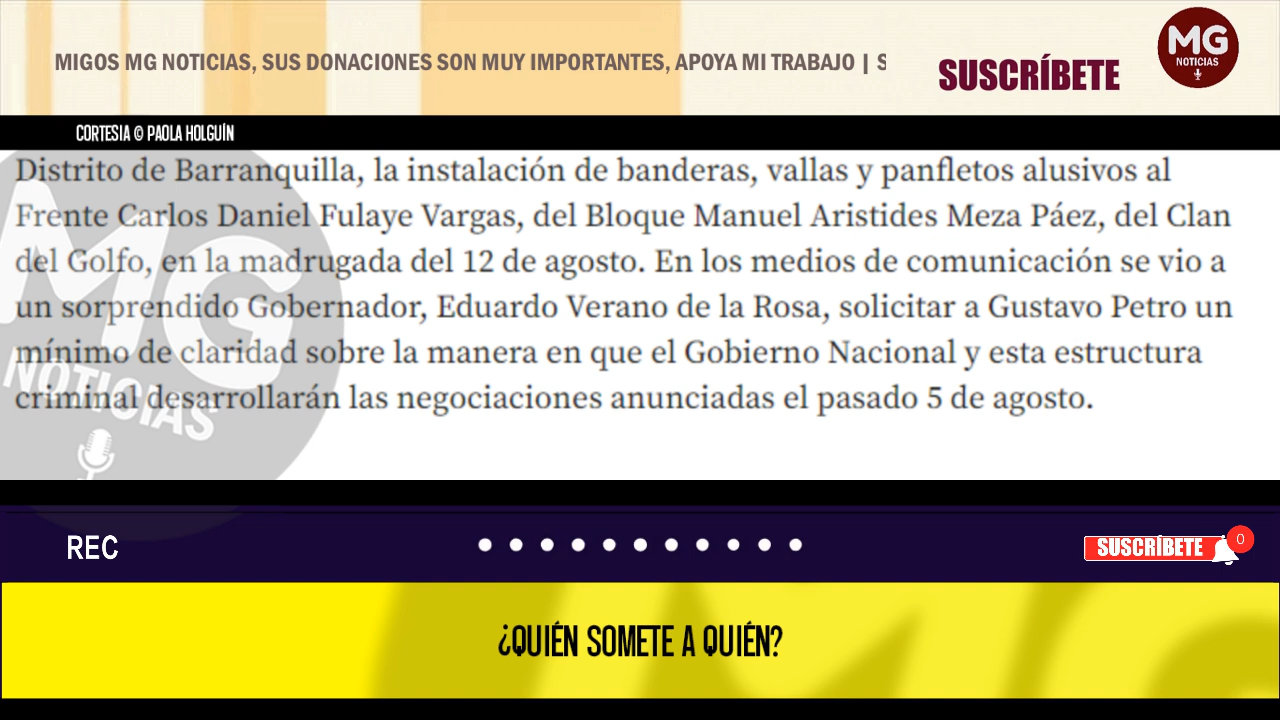 MIGOS MG NOTICIAS, SUS DONACIONES SON MUY IMPORTANTES, APOYA MI TRABAJO | S
SUSCRÍBETE
MG
NOTICIAS
CORTESIA © PAOLA HOLGUÍN
Distrito de Barranquilla, la instalación de banderas, vallas y panfletos alusivos al
Frente Carlos Daniel Fulaye Vargas, del Bloque Manuel Aristides Meza Páez, del Clan
del Golfo, en la madrugada del 12 de agosto. En los medios de comunicación se vio a
un sorprendido Gobernador, Eduardo Verano de la Rosa, solicitar a Gustavo Petro un
mínimo de claridad sobre la manera en que el Gobierno Nacional y esta estructura
criminal desarrollarán las negociaciones anunciadas el pasado 5 de agosto.
MG
NOTICIAS
REC
SUSCRÍBETE
0
¿QUIÉN SOMETE A QUIÉN?